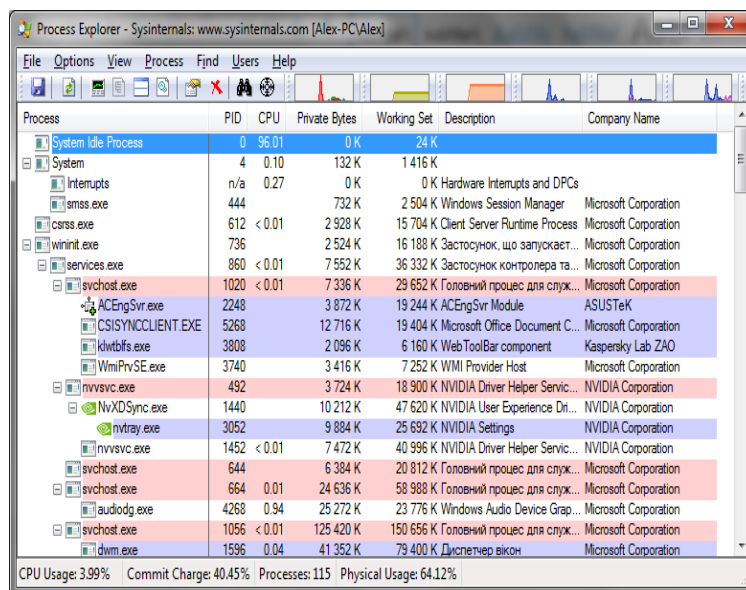 Process Explorer - Sysinternals: www.sysinternals.com [Alex-PC\Alex]
File Options View Process Find Users Help
Process PID CPU Private Bytes Working Set Description Company Name
System Idle Process 0 96.01 0 K 24 K
System 4 0.10 132 K 1 416 K
Interrupts n/a 0.27 0 K 0 K Hardware Interrupts and DPCs
smss.exe 444 732 K 2 504 K Windows Session Manager Microsoft Corporation
csrss.exe 612 < 0.01 2 928 K 15 704 K Client Server Runtime Process Microsoft Corporation
wininit.exe 736 2 524 K 16 188 K Застосунок, що запускаєт... Microsoft Corporation
services.exe 860 < 0.01 7 552 K 36 332 K Застосунок контролера та... Microsoft Corporation
svchost.exe 1020 < 0.01 7 336 K 29 652 K Головний процес для служ... Microsoft Corporation
ACEngSvr.exe 2248 3 872 K 19 244 K ACEngSvr Module ASUSTeK
CSISYNCCLIENT.EXE 5268 12 716 K 19 404 K Microsoft Office Document C... Microsoft Corporation
klwtblfs.exe 3808 2 096 K 6 160 K WebToolBar component Kaspersky Lab ZAO
WmiPrvSE.exe 3740 3 416 K 7 252 K WMI Provider Host Microsoft Corporation
nvvsvc.exe 492 3 724 K 18 900 K NVIDIA Driver Helper Servic... NVIDIA Corporation
NvXDSync.exe 1440 10 212 K 47 620 K NVIDIA User Experience Dri... NVIDIA Corporation
nvtray.exe 3052 9 884 K 25 692 K NVIDIA Settings NVIDIA Corporation
nvvsvc.exe 1452 < 0.01 7 472 K 40 996 K NVIDIA Driver Helper Servic... NVIDIA Corporation
svchost.exe 644 6 384 K 20 812 K Головний процес для служ... Microsoft Corporation
svchost.exe 664 0.01 24 636 K 58 988 K Головний процес для служ... Microsoft Corporation
audiodg.exe 4268 0.94 25 272 K 23 776 K Windows Audio Device Grap... Microsoft Corporation
svchost.exe 1056 < 0.01 125 420 K 150 656 K Головний процес для служ... Microsoft Corporation
dwm.exe 1596 0.04 41 352 K 79 400 K Диспетчер вікон Microsoft Corporation
CPU Usage: 3.99% Commit Charge: 40.45% Processes: 115 Physical Usage: 64.12%